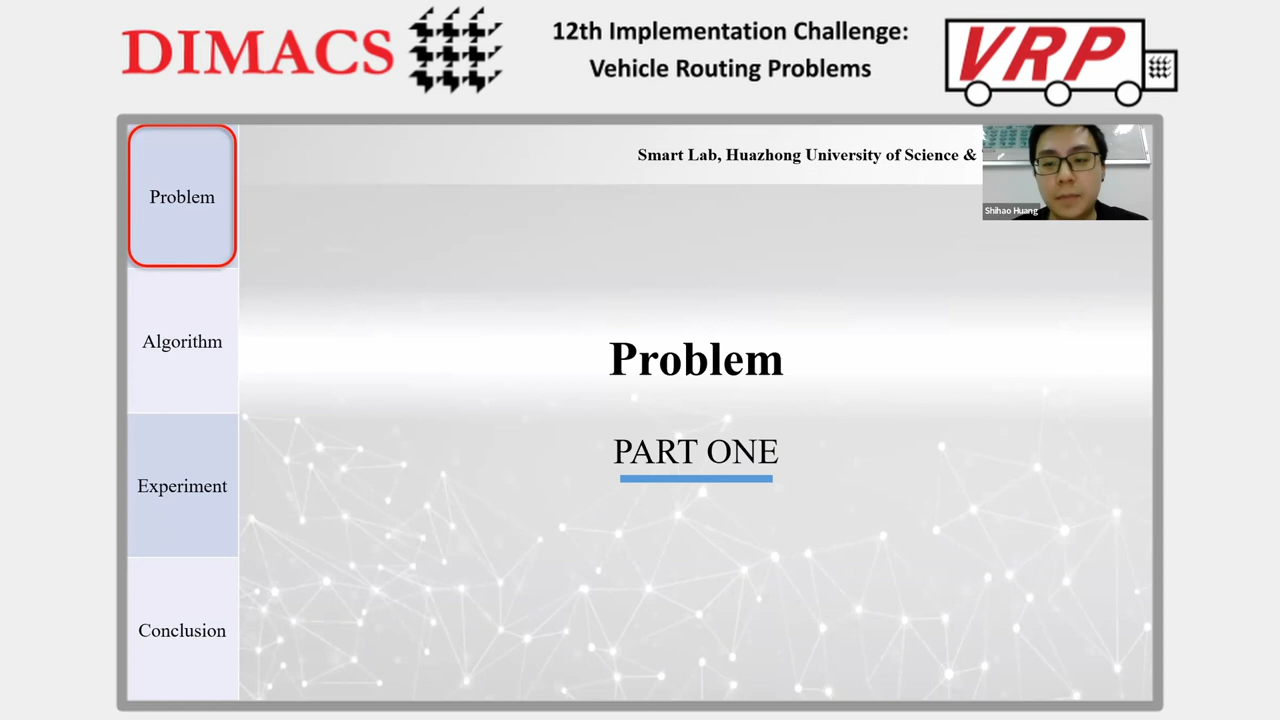 DIMACS
12th Implementation Challenge:
Vehicle Routing Problems
VRP
Problem
Algorithm
Experiment
Conclusion
Smart Lab, Huazhong University of Science &
Shihao Huang
Problem
PART ONE